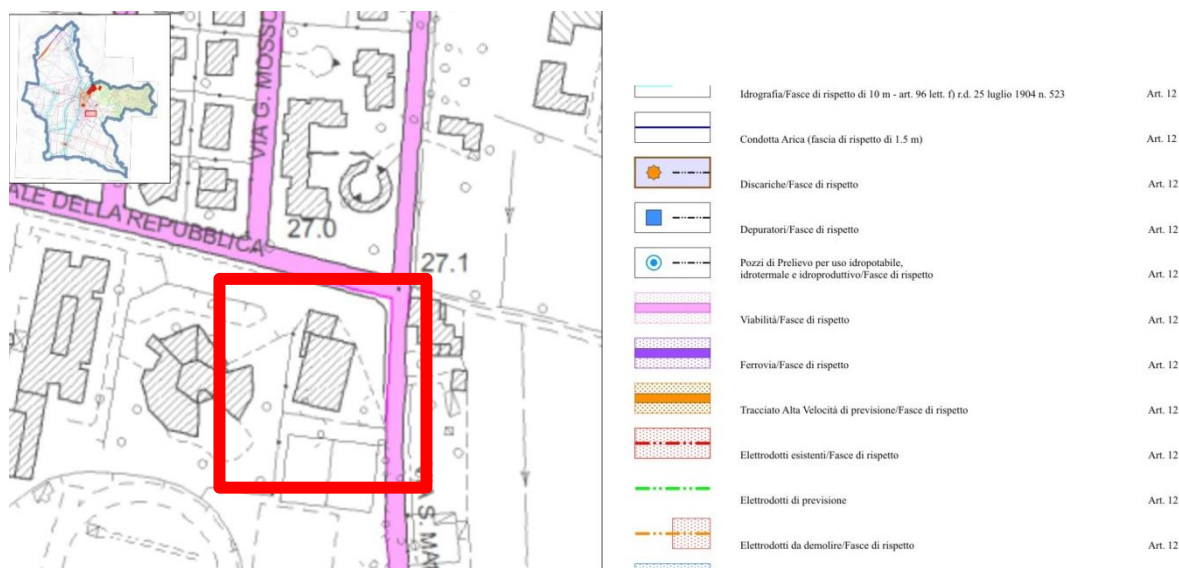 VIA G. MOSSO
ALE DELLA REPUBBLICA
27.0
27.1
A S. MA
Idrografia/Fasce di rispetto di 10 m - art. 96 lett. f) r.d. 25 luglio 1904 n. 523 Art. 12
Condotta Arica (fascia di rispetto di 1.5 m) Art. 12
Discariche/Fasce di rispetto Art. 12
Depuratori/Fasce di rispetto Art. 12
Pozzi di Prelievo per uso idropotabile,
idrotermale e idroproduttivo/Fasce di rispetto Art. 12
Viabilità/Fasce di rispetto Art. 12
Ferrovia/Fasce di rispetto Art. 12
Tracciato Alta Velocità di previsione/Fasce di rispetto Art. 12
Elettrodotti esistenti/Fasce di rispetto Art. 12
Elettrodotti di previsione Art. 12
Elettrodotti da demolire/Fasce di rispetto Art. 12